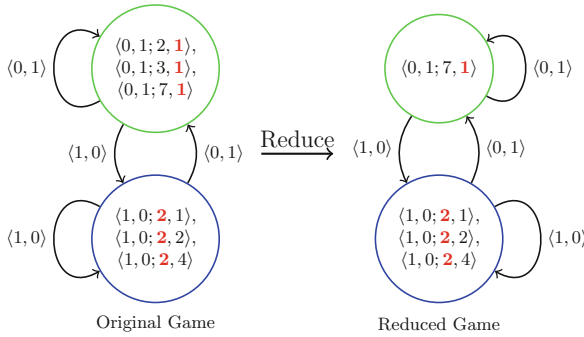 ⟨0, 1; 2, 1⟩,
⟨0, 1; 3, 1⟩,
⟨0, 1; 7, 1⟩
⟨0, 1⟩
⟨1, 0⟩
⟨0, 1⟩
⟨1, 0; 2, 1⟩,
⟨1, 0; 2, 2⟩,
⟨1, 0; 2, 4⟩
⟨1, 0⟩
Original Game
Reduce
⟨0, 1; 7, 1⟩
⟨0, 1⟩
⟨1, 0⟩
⟨0, 1⟩
⟨1, 0; 2, 1⟩,
⟨1, 0; 2, 2⟩,
⟨1, 0; 2, 4⟩
⟨1, 0⟩
Reduced Game